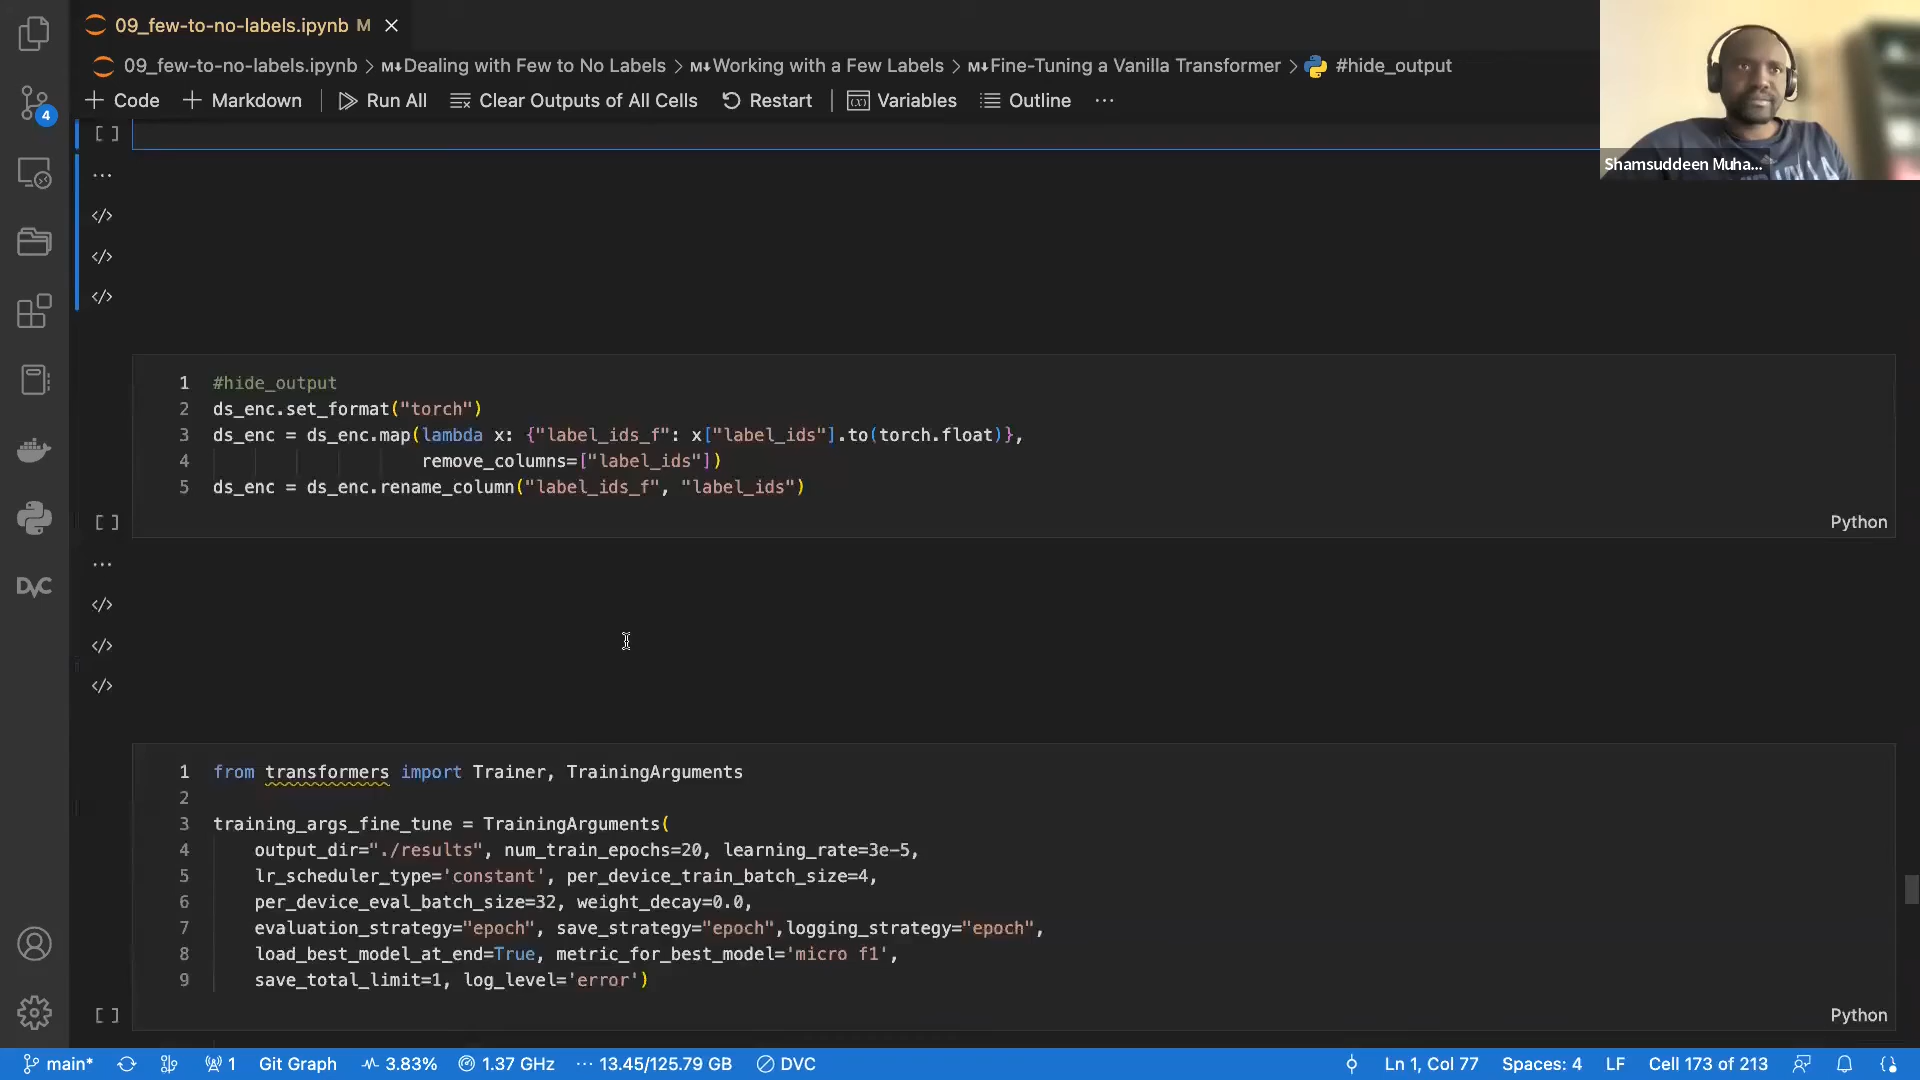 09_few-to-no-labels.ipynb M
09_few-to-no-labels.ipynb > M↓Dealing with Few to No Labels > M↓Working with a Few Labels > M↓Fine-Tuning a Vanilla Transformer > #hide_output
+ Code + Markdown Run All Clear Outputs of All Cells Restart Variables Outline ...
Shamsuddeen Muha...
4
[ ]
...
</>
</>
</>
1 #hide_output
2 ds_enc.set_format("torch")
3 ds_enc = ds_enc.map(lambda x: {"label_ids_f": x["label_ids"].to(torch.float)},
4 remove_columns=["label_ids"])
5 ds_enc = ds_enc.rename_column("label_ids_f", "label_ids")
[ ] Python
...
</>
</>
</>
DVC
1 from transformers import Trainer, TrainingArguments
2
3 training_args_fine_tune = TrainingArguments(
4 output_dir="./results", num_train_epochs=20, learning_rate=3e-5,
5 lr_scheduler_type='constant', per_device_train_batch_size=4,
6 per_device_eval_batch_size=32, weight_decay=0.0,
7 evaluation_strategy="epoch", save_strategy="epoch",logging_strategy="epoch",
8 load_best_model_at_end=True, metric_for_best_model='micro f1',
9 save_total_limit=1, log_level='error')
[ ] Python
main* 1 Git Graph 3.83% 1.37 GHz ... 13.45/125.79 GB DVC Ln 1, Col 77 Spaces: 4 LF Cell 173 of 213